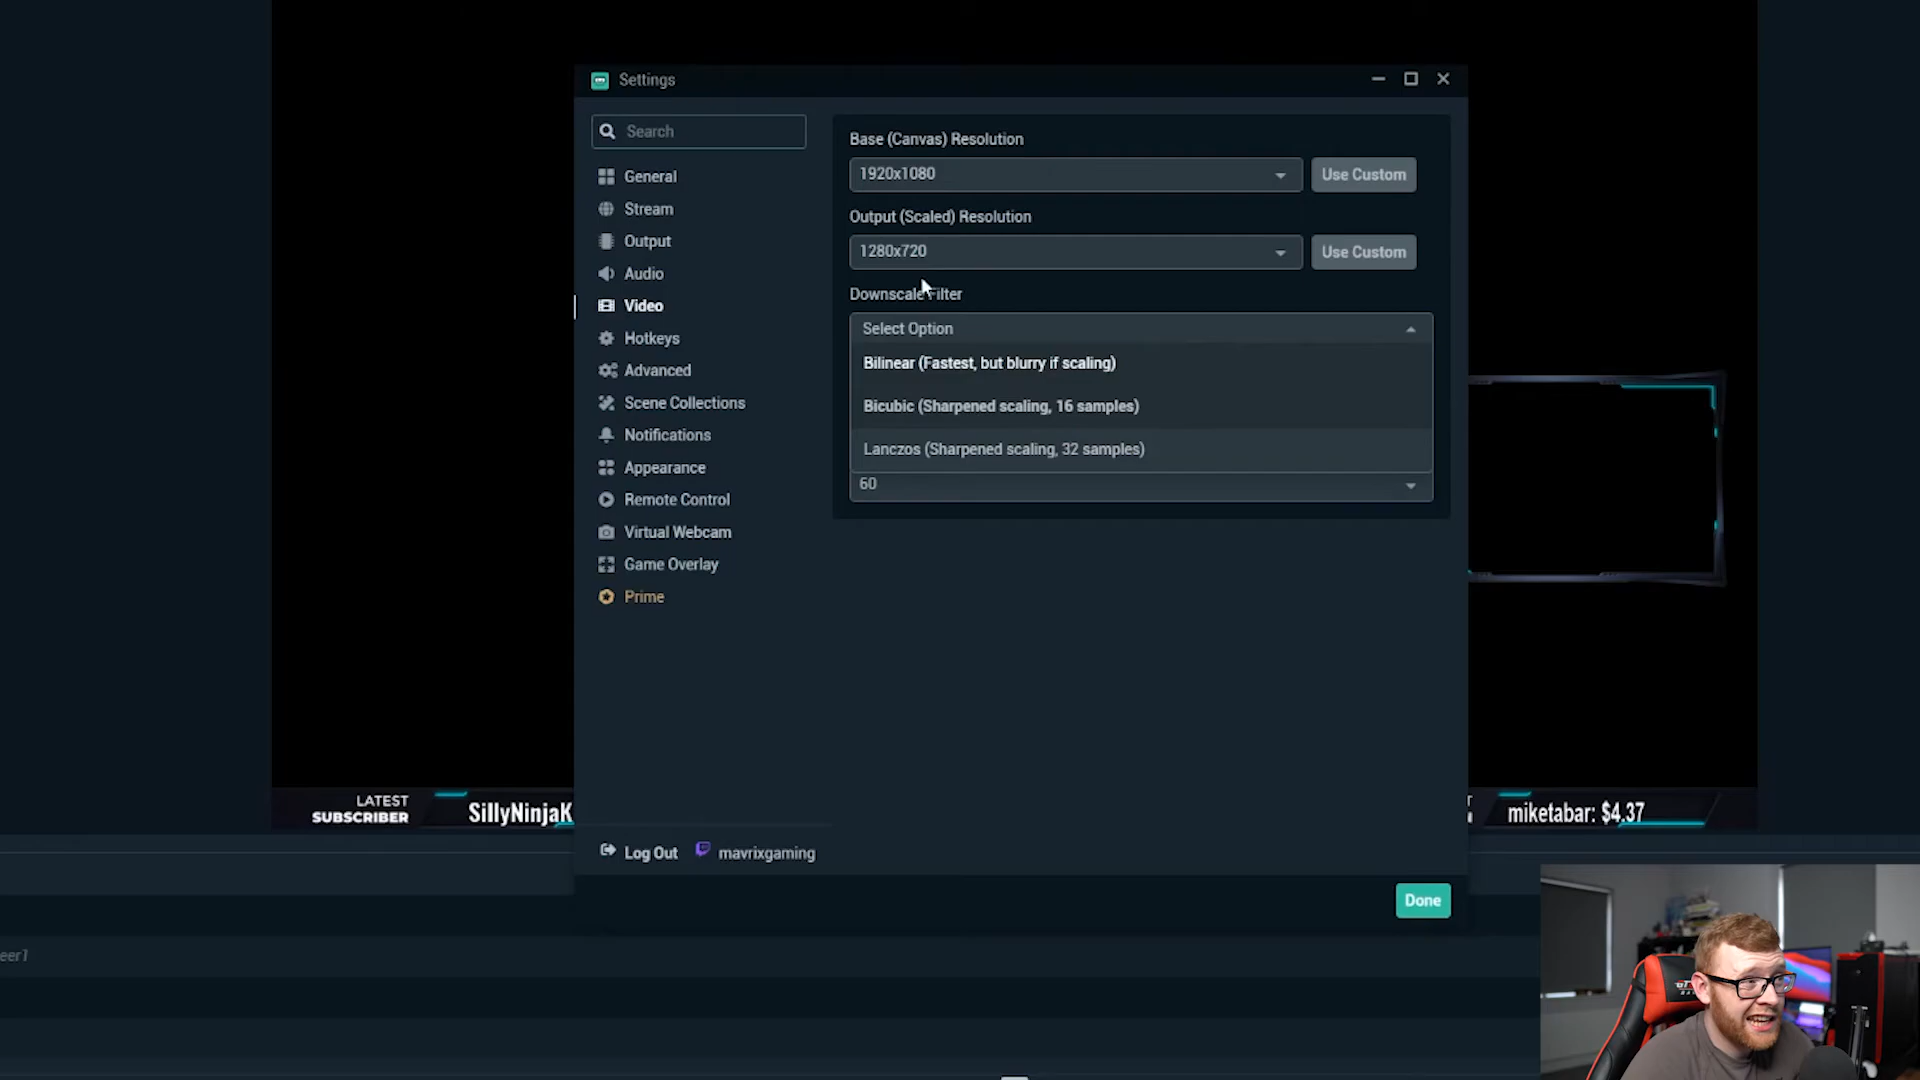 Settings
Search
General
Stream
Output
Audio
Video
Hotkeys
Advanced
Scene Collections
Notifications
Appearance
Remote Control
Virtual Webcam
Game Overlay
Prime
Base (Canvas) Resolution
1920x1080
Use Custom
Output (Scaled) Resolution
1280x720
Use Custom
Downscale Filter
Select Option
Bilinear (Fastest, but blurry if scaling)
Bicubic (Sharpened scaling, 16 samples)
Lanczos (Sharpened scaling, 32 samples)
60
LATEST
SUBSCRIBER
SillyNinjaK
miketabar: $4.37
Log Out
mavrixgaming
Done